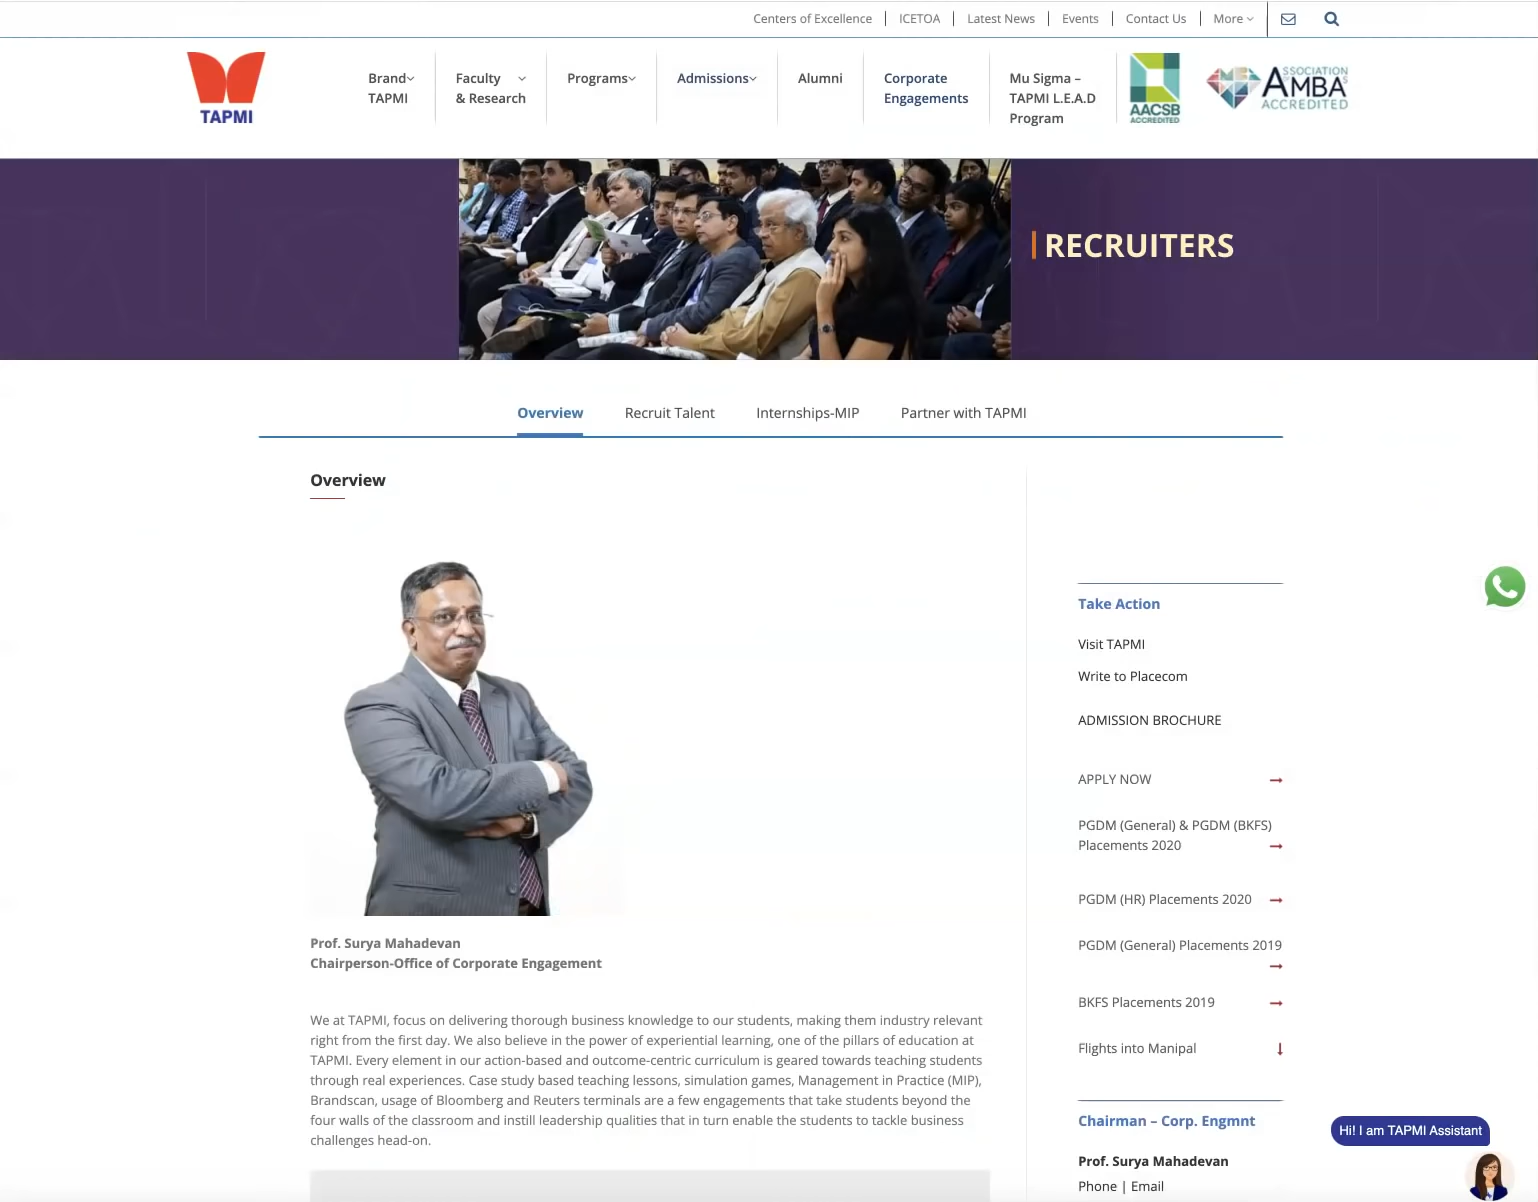 Centers of Excellence
ICETOA
Latest News
Events
Contact Us
More
TAPMI
Brand
TAPMI
Faculty
& Research
Programs
Admissions
Alumni
Corporate
Engagements
Mu Sigma –
TAPMI L.E.A.D
Program
AACSB
ACCREDITED
ASSOCIATION
AMBA
ACCREDITED
RECRUITERS
Overview
Recruit Talent
Internships-MIP
Partner with TAPMI
Overview
Prof. Surya Mahadevan
Chairperson-Office of Corporate Engagement
We at TAPMI, focus on delivering thorough business knowledge to our students, making them industry relevant
right from the first day. We also believe in the power of experiential learning, one of the pillars of education at
TAPMI. Every element in our action-based and outcome-centric curriculum is geared towards teaching students
through real experiences. Case study based teaching lessons, simulation games, Management in Practice (MIP),
Brandscan, usage of Bloomberg and Reuters terminals are a few engagements that take students beyond the
four walls of the classroom and instill leadership qualities that in turn enable the students to tackle business
challenges head-on.
Take Action
Visit TAPMI
Write to Placecom
ADMISSION BROCHURE
APPLY NOW
PGDM (General) & PGDM (BKFS)
Placements 2020
PGDM (HR) Placements 2020
PGDM (General) Placements 2019
BKFS Placements 2019
Flights into Manipal
Chairman – Corp. Engmnt
Prof. Surya Mahadevan
Phone | Email
Hi! I am TAPMI Assistant